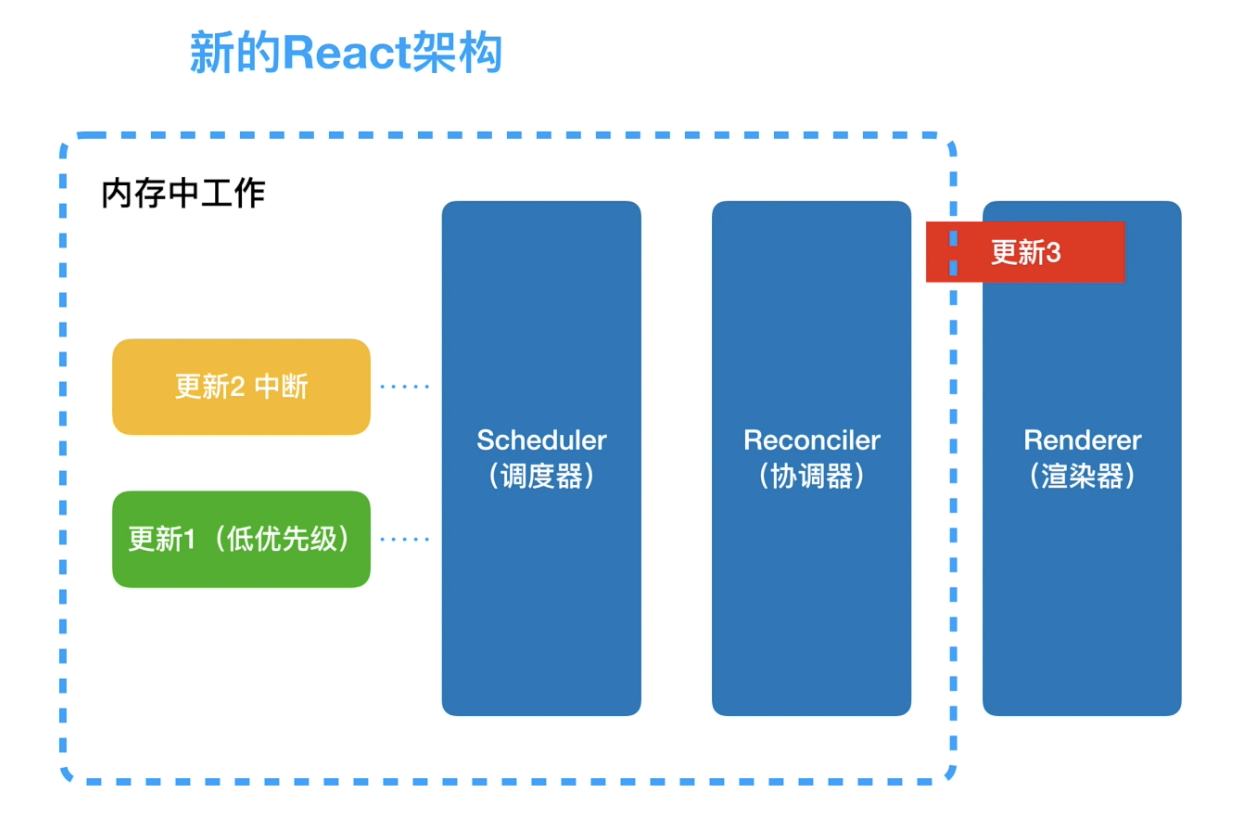 新的React架构
内存中工作
更新3
更新2 中断
更新1（低优先级）
Scheduler
（调度器）
Reconciler
（协调器）
Renderer
（渲染器）